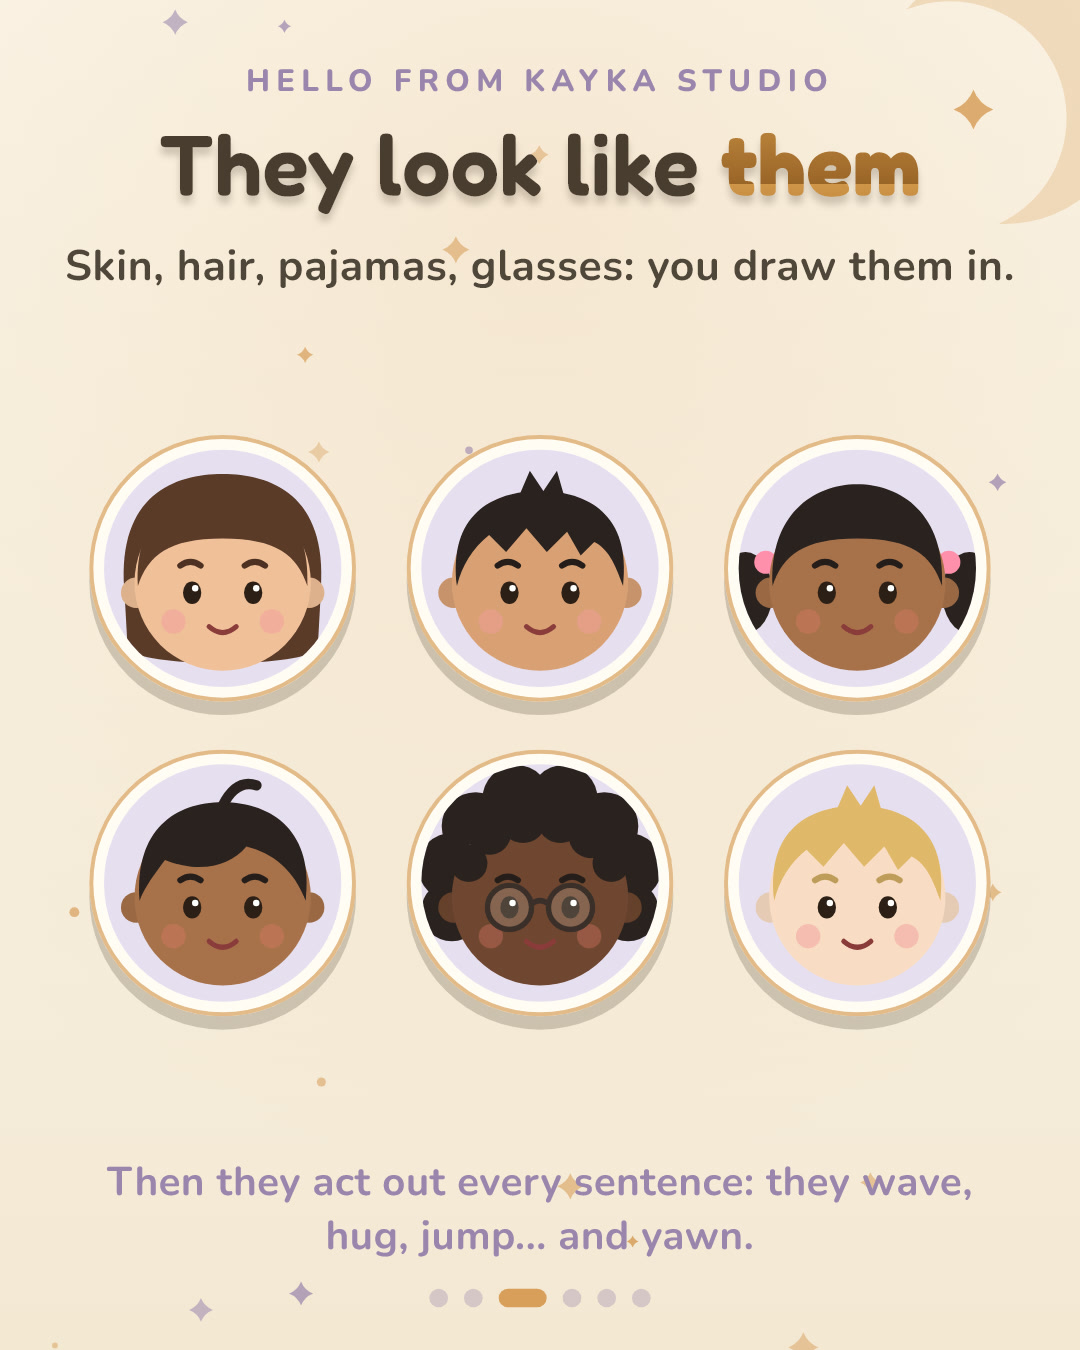 HELLO FROM KAYKA STUDIO
They look like them
Skin, hair, pajamas, glasses: you draw them in.
Then they act out every sentence: they wave,
hug, jump... and yawn.